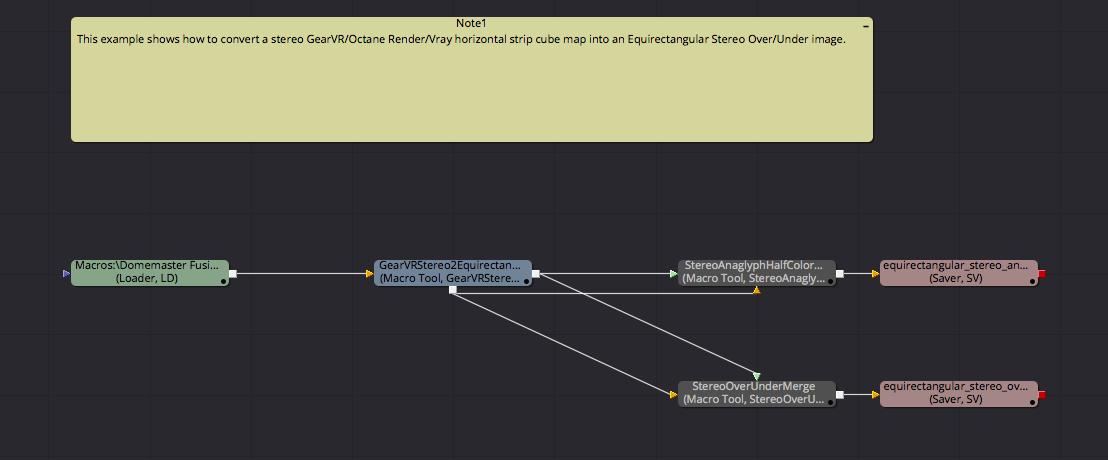 Note1
This example shows how to convert a stereo GearVR/Octane Render/Vray horizontal strip cube map into an Equirectangular Stereo Over/Under image.
Macros:\Domemaster Fusi...
(Loader, LD)
GearVRStereo2Equirectan...
(Macro Tool, GearVRStere...
StereoAnaglyphHalfColor...
(Macro Tool, StereoAnagly...
equirectangular_stereo_an...
(Saver, SV)
StereoOverUnderMerge
(Macro Tool, StereoOverU...
equirectangular_stereo_ov...
(Saver, SV)